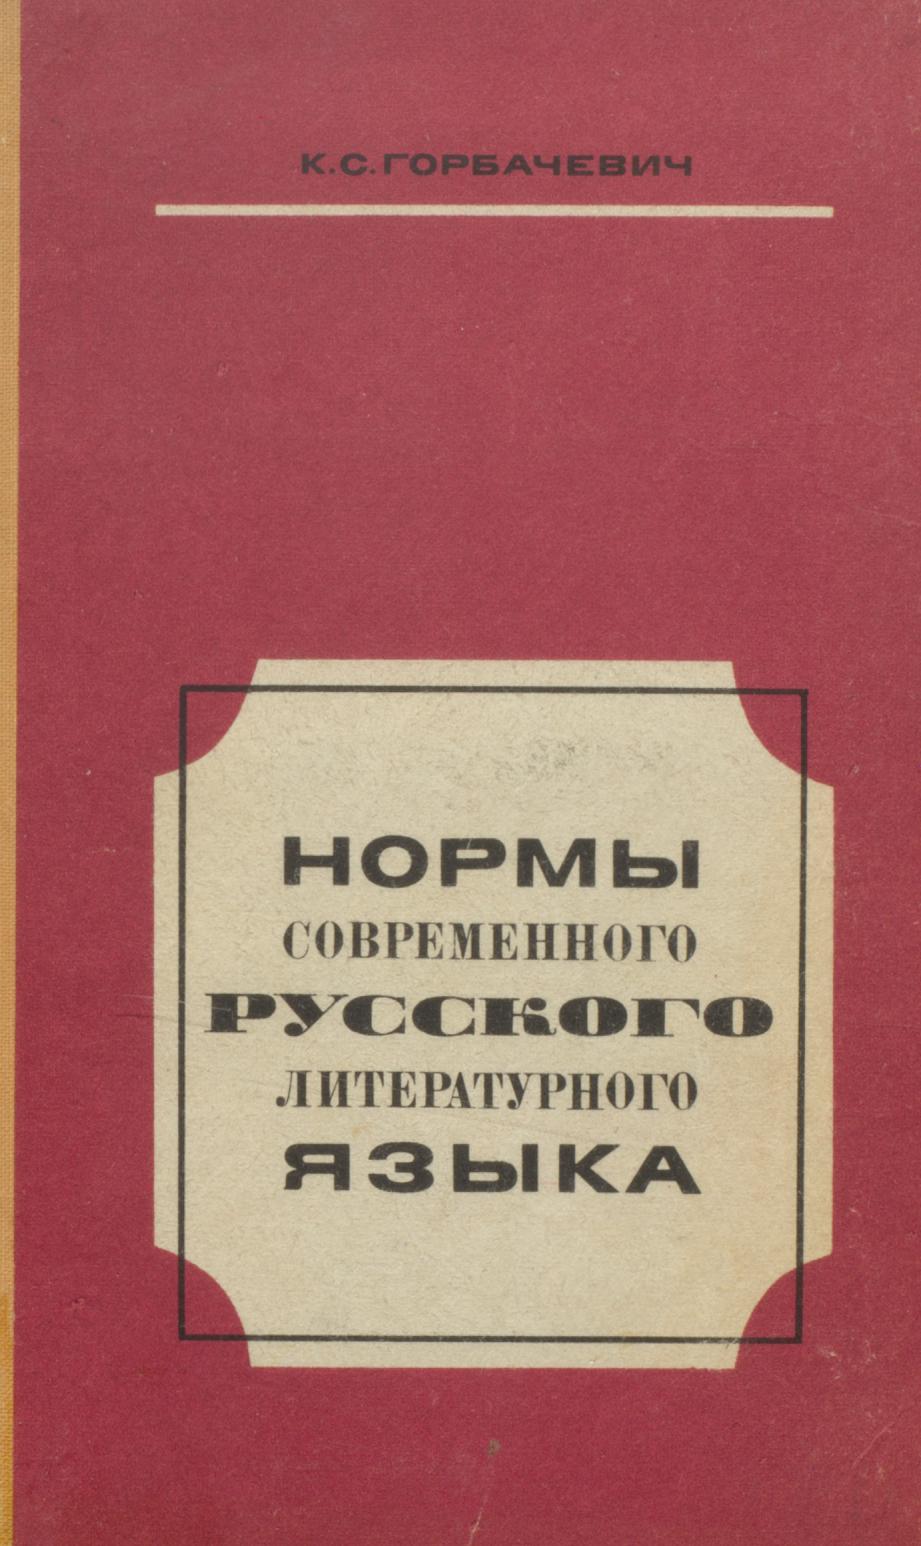 К.С.ГОРБАЧЕВИЧ
НОРМЫ
СОВРЕМЕННОГО
РУССКОГО
ЛИТЕРАТУРНОГО
ЯЗЫКА